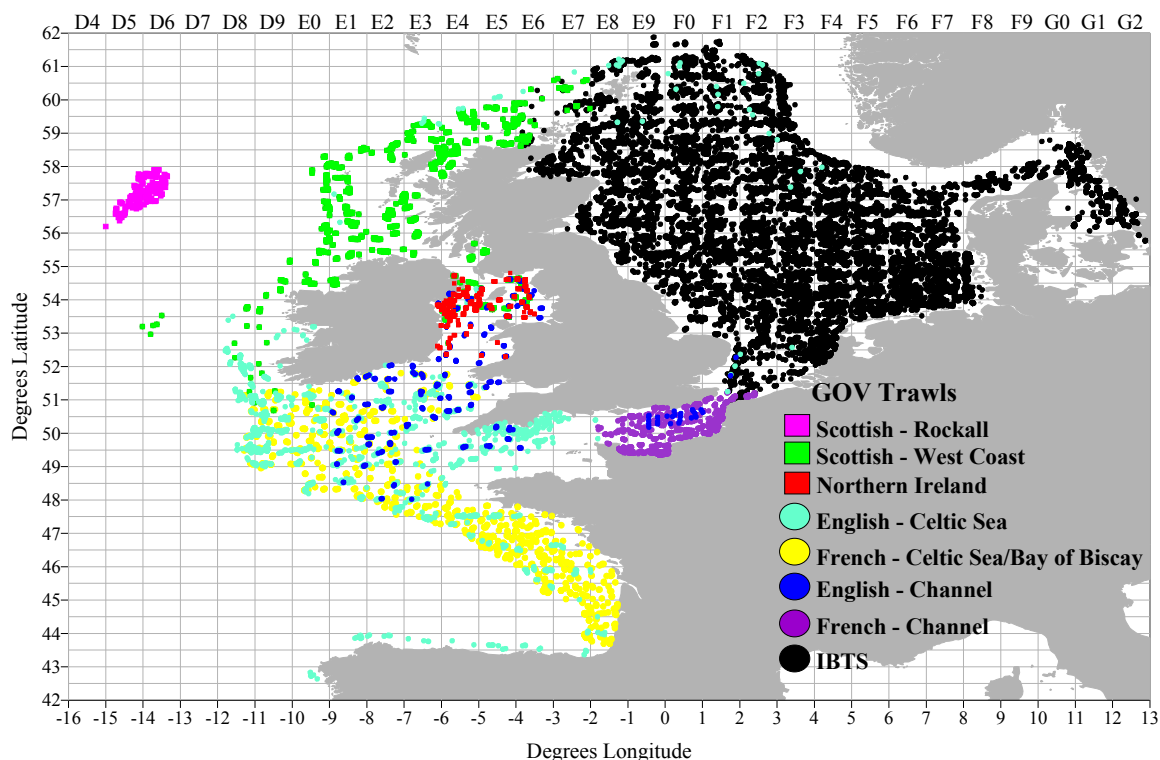 D4 D5 D6 D7 D8 D9 E0 E1 E2 E3 E4 E5 E6 E7 E8 E9 F0 F1 F2 F3 F4 F5 F6 F7 F8 F9 G0 G1 G2
62
61
60
59
58
57
56
55
54
53
52
51
50
49
48
47
46
45
44
43
42
Degrees Latitude
GOV Trawls
Scottish - Rockall
Scottish - West Coast
Northern Ireland
English - Celtic Sea
French - Celtic Sea/Bay of Biscay
English - Channel
French - Channel
IBTS
-16 -15 -14 -13 -12 -11 -10 -9 -8 -7 -6 -5 -4 -3 -2 -1 0 1 2 3 4 5 6 7 8 9 10 11 12 13
Degrees Longitude